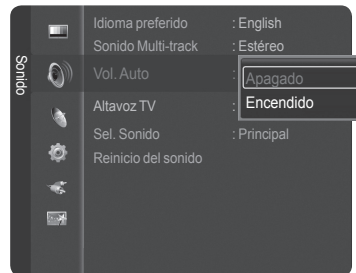 Sonido
Idioma preferido : English
Sonido Multi-track : Estéreo
Vol. Auto :
Apagado
Encendido
Altavoz TV :
Sel. Sonido : Principal
Reinicio del sonido